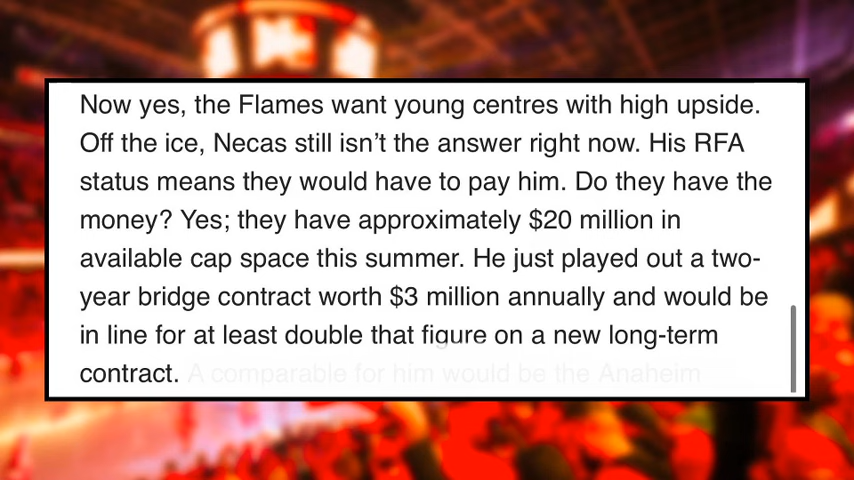 Now yes, the Flames want young centres with high upside.
Off the ice, Necas still isn’t the answer right now. His RFA
status means they would have to pay him. Do they have the
money? Yes; they have approximately $20 million in
available cap space this summer. He just played out a two-
year bridge contract worth $3 million annually and would be
in line for at least double that figure on a new long-term
contract. A comparable for him would be the Anaheim